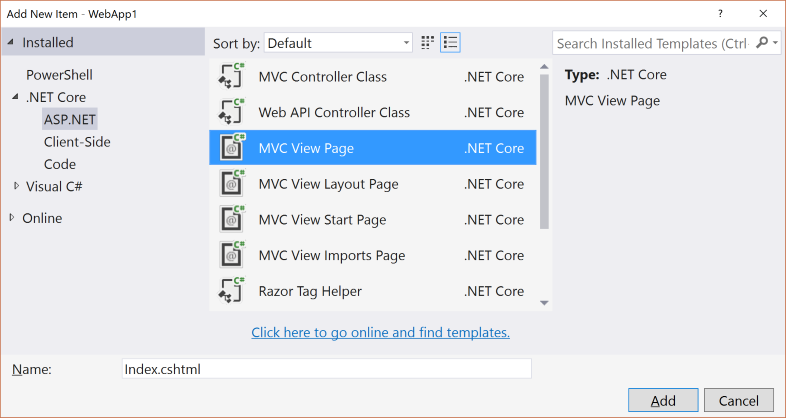 Add New Item - WebApp1 ?
Installed
Sort by: Default
Search Installed Templates (Ctrl-
PowerShell
.NET Core
ASP.NET
Client-Side
Code
Visual C#
Online
C# MVC Controller Class .NET Core
C# Web API Controller Class .NET Core
C# @ MVC View Page .NET Core
C# @ MVC View Layout Page .NET Core
C# @ MVC View Start Page .NET Core
C# @ MVC View Imports Page .NET Core
C# Razor Tag Helper .NET Core
Type: .NET Core
MVC View Page
Click here to go online and find templates.
Name: Index.cshtml
Add Cancel